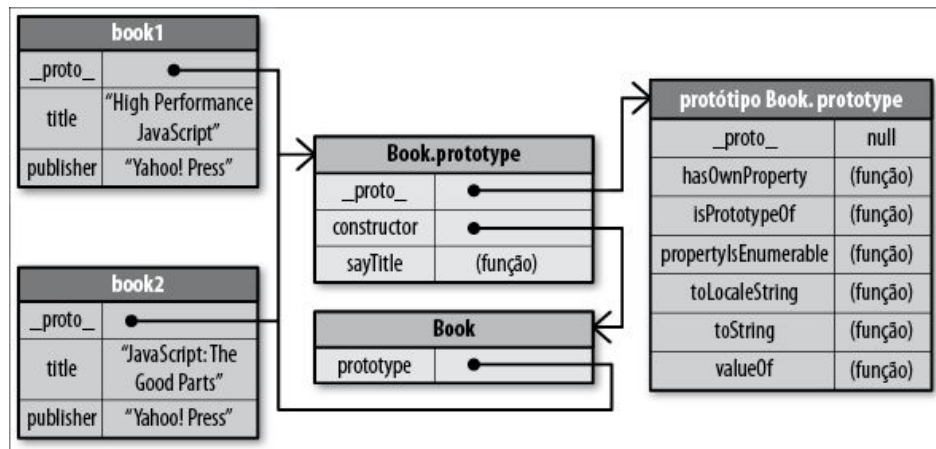 book1
_proto_
title
“High Performance
JavaScript”
publisher
“Yahoo! Press”
book2
_proto_
title
“JavaScript: The
Good Parts”
publisher
“Yahoo! Press”
Book.prototype
_proto_
constructor
sayTitle
(função)
Book
prototype
protótipo Book. prototype
_proto_
null
hasOwnProperty
(função)
isPrototypeOf
(função)
propertyIsEnumerable
(função)
toLocaleString
(função)
toString
(função)
valueOf
(função)